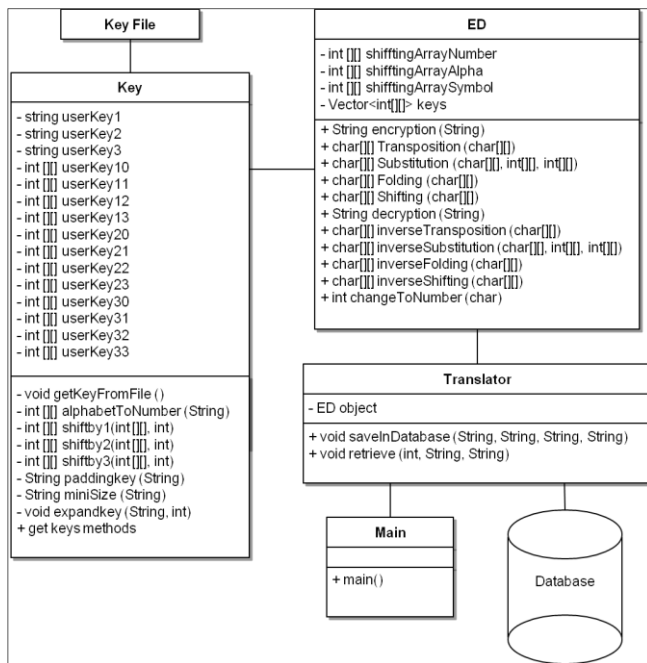 Key File
Key
- string userKey1
- string userKey2
- string userKey3
- int [][] userKey10
- int [][] userKey11
- int [][] userKey12
- int [][] userKey13
- int [][] userKey20
- int [][] userKey21
- int [][] userKey22
- int [][] userKey23
- int [][] userKey30
- int [][] userKey31
- int [][] userKey32
- int [][] userKey33
- void getKeyFromFile ()
- int [][] alphabetToNumber (String)
- int [][] shiftby1(int[][], int)
- int [][] shiftby2(int[][], int)
- int [][] shiftby3(int[][], int)
- String paddingkey (String)
- String miniSize (String)
- void expandkey (String, int)
+ get keys methods
ED
- int [][] shifftingArrayNumber
- int [][] shifftingArrayAlpha
- int [][] shifftingArraySymbol
- Vector<int[][]> keys
+ String encryption (String)
+ char[][] Transposition (char[][])
+ char[][] Substitution (char[][], int[][], int[][])
+ char[][] Folding (char[][])
+ char[][] Shifting (char[][])
+ String decryption (String)
+ char[][] inverseTransposition (char[][])
+ char[][] inverseSubstitution (char[][], int[][], int[][])
+ char[][] inverseFolding (char[][])
+ char[][] inverseShifting (char[][])
+ int changeToNumber (char)
Translator
- ED object
+ void saveInDatabase (String, String, String, String)
+ void retrieve (int, String, String)
Main
+ main()
Database